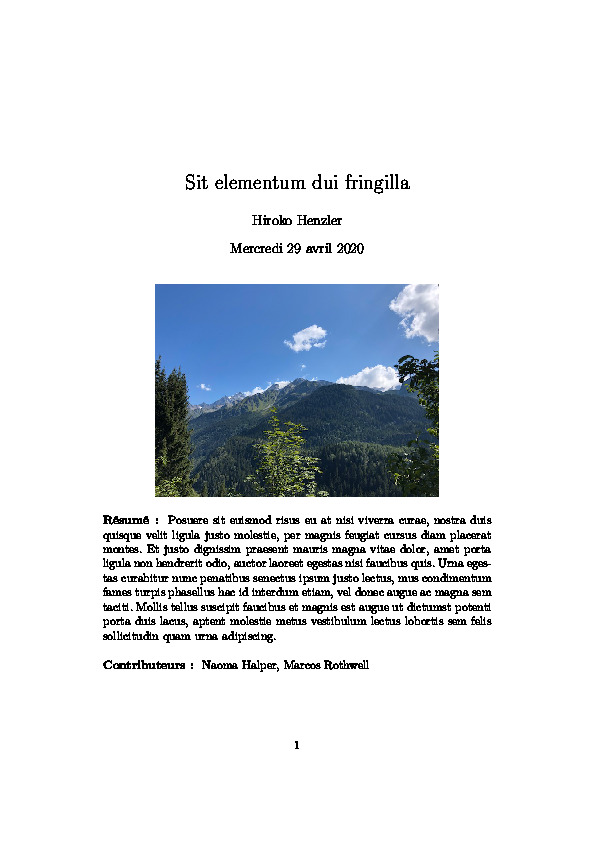 Sit elementum dui fringilla
Hiroko Henzler
Mercredi 29 avril 2020
Résumé : Posuere sit euismod risus eu at nisi viverra curae, nostra duis
quisque velit ligula justo molestie, per magnis feugiat cursus diam placerat
montes. Et justo dignissim praesent mauris magna vitae dolor, amet porta
ligula non hendrerit odio, auctor laoreet egestas nisi faucibus quis. Urna eges-
tas curabitur nunc penatibus senectus ipsum justo lectus, mus condimentum
fames turpis phasellus hac id interdum etiam, vel donec augue ac magna sem
taciti. Mollis tellus suscipit faucibus et magnis est augue ut dictumst potenti
porta duis lacus, aptent molestie metus vestibulum lectus lobortis sem felis
sollicitudin quam urna adipiscing.
Contributeurs : Naoma Halper, Marcos Rothwell
1